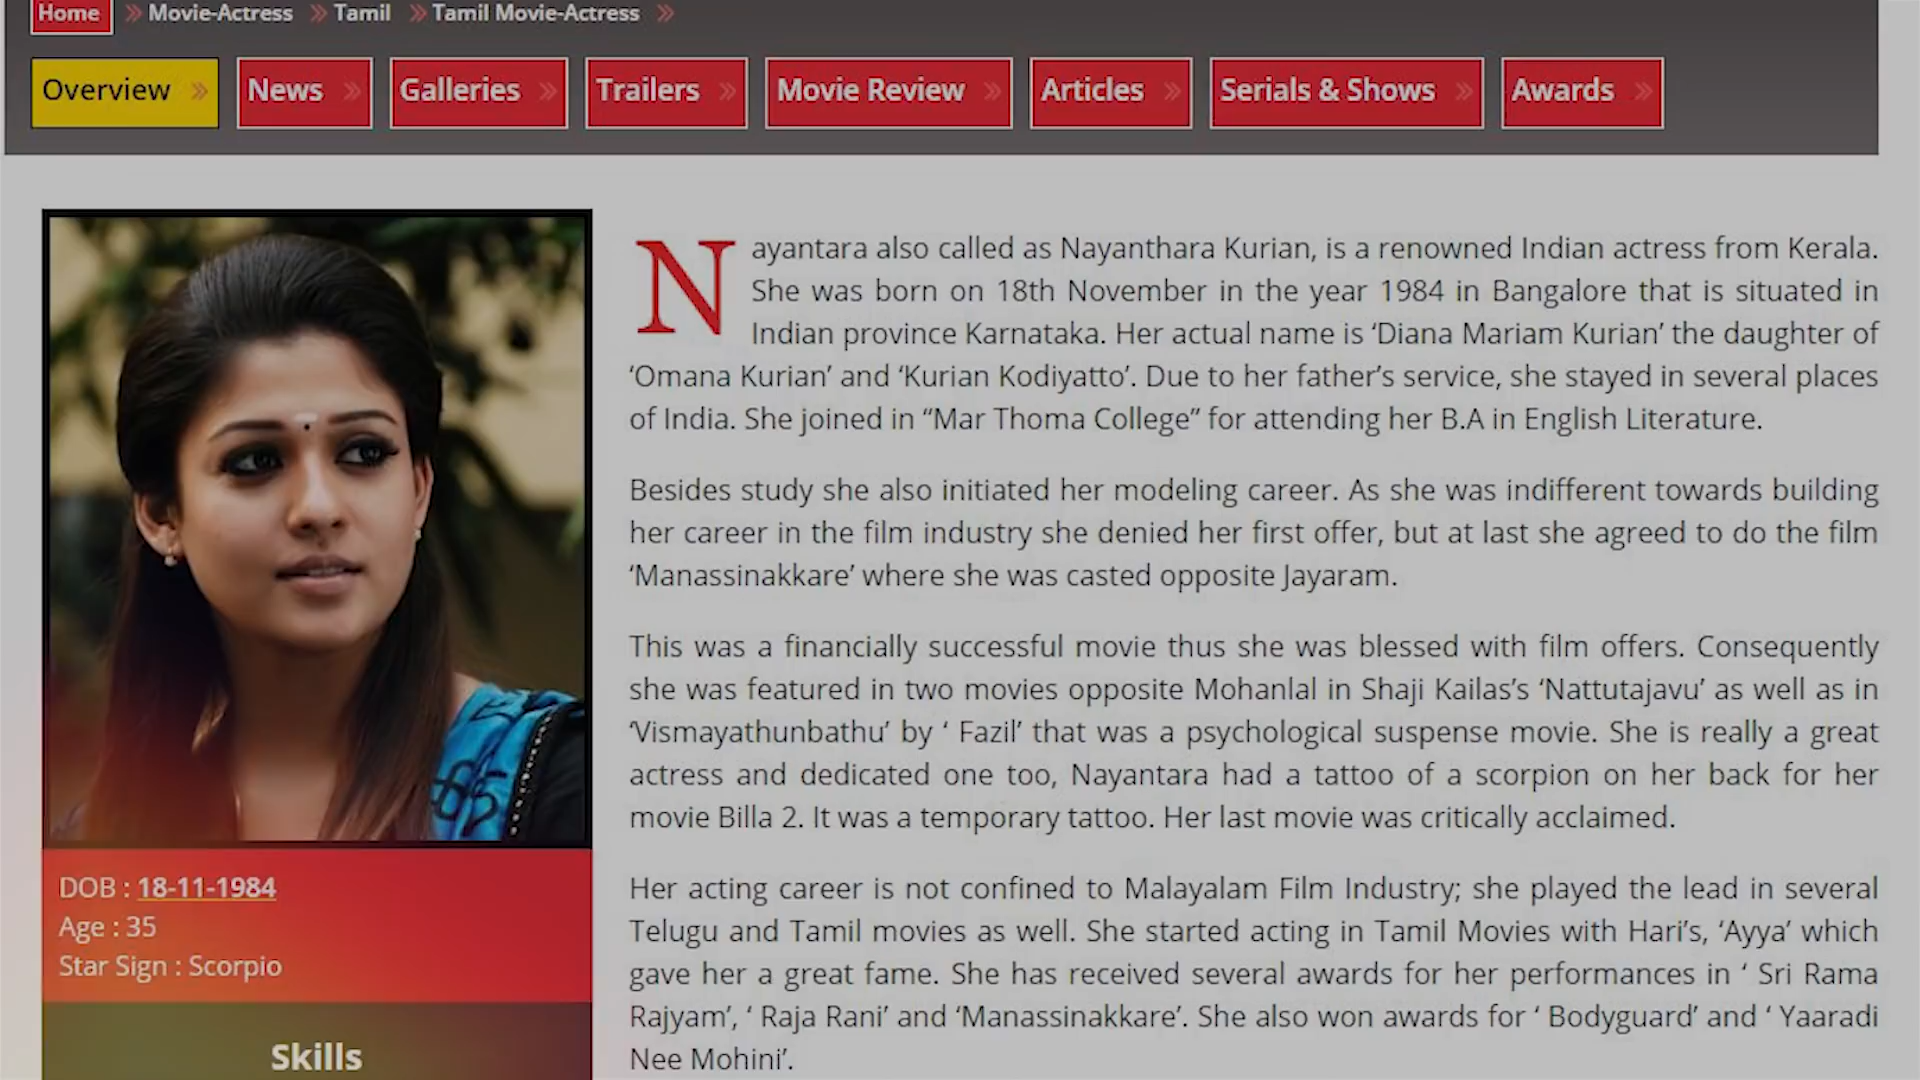 Home » Movie-Actress » Tamil » Tamil Movie-Actress »
Overview » News » Galleries » Trailers » Movie Review » Articles » Serials & Shows » Awards »
Nayantara also called as Nayanthara Kurian, is a renowned Indian actress from Kerala.
She was born on 18th November in the year 1984 in Bangalore that is situated in
Indian province Karnataka. Her actual name is ‘Diana Mariam Kurian’ the daughter of
‘Omana Kurian’ and ‘Kurian Kodiyatto’. Due to her father’s service, she stayed in several places
of India. She joined in “Mar Thoma College” for attending her B.A in English Literature.
Besides study she also initiated her modeling career. As she was indifferent towards building
her career in the film industry she denied her first offer, but at last she agreed to do the film
‘Manassinakkare’ where she was casted opposite Jayaram.
This was a financially successful movie thus she was blessed with film offers. Consequently
she was featured in two movies opposite Mohanlal in Shaji Kailas’s ‘Nattutajavu’ as well as in
‘Vismayathunbathu’ by ‘ Fazil’ that was a psychological suspense movie. She is really a great
actress and dedicated one too, Nayantara had a tattoo of a scorpion on her back for her
movie Billa 2. It was a temporary tattoo. Her last movie was critically acclaimed.
Her acting career is not confined to Malayalam Film Industry; she played the lead in several
Telugu and Tamil movies as well. She started acting in Tamil Movies with Hari’s, ‘Ayya’ which
gave her a great fame. She has received several awards for her performances in ‘ Sri Rama
Rajyam’, ‘ Raja Rani’ and ‘Manassinakkare’. She also won awards for ‘ Bodyguard’ and ‘ Yaaradi
Nee Mohini’.
DOB : 18-11-1984
Age : 35
Star Sign : Scorpio
Skills